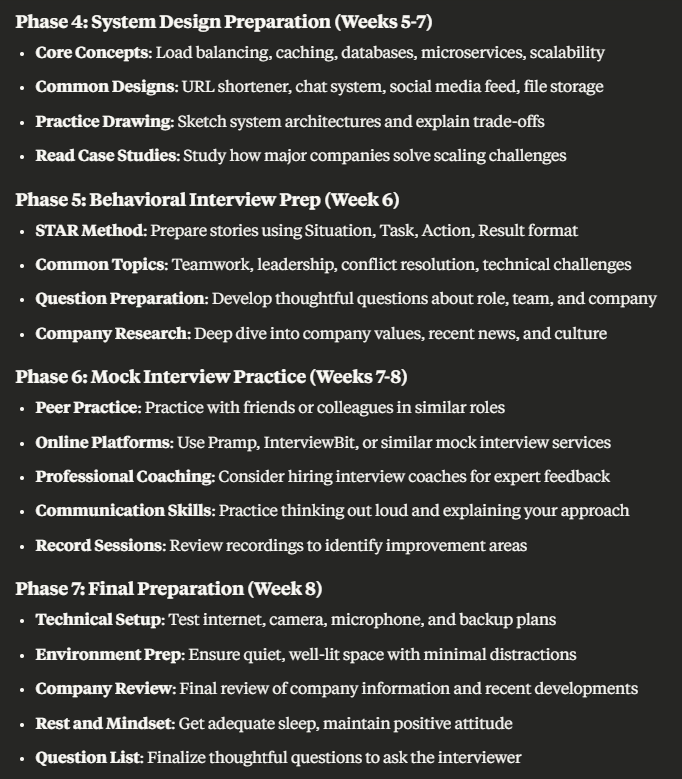 Phase 4: System Design Preparation (Weeks 5-7)
• Core Concepts: Load balancing, caching, databases, microservices, scalability
• Common Designs: URL shortener, chat system, social media feed, file storage
• Practice Drawing: Sketch system architectures and explain trade-offs
• Read Case Studies: Study how major companies solve scaling challenges
Phase 5: Behavioral Interview Prep (Week 6)
• STAR Method: Prepare stories using Situation, Task, Action, Result format
• Common Topics: Teamwork, leadership, conflict resolution, technical challenges
• Question Preparation: Develop thoughtful questions about role, team, and company
• Company Research: Deep dive into company values, recent news, and culture
Phase 6: Mock Interview Practice (Weeks 7-8)
• Peer Practice: Practice with friends or colleagues in similar roles
• Online Platforms: Use Pramp, InterviewBit, or similar mock interview services
• Professional Coaching: Consider hiring interview coaches for expert feedback
• Communication Skills: Practice thinking out loud and explaining your approach
• Record Sessions: Review recordings to identify improvement areas
Phase 7: Final Preparation (Week 8)
• Technical Setup: Test internet, camera, microphone, and backup plans
• Environment Prep: Ensure quiet, well-lit space with minimal distractions
• Company Review: Final review of company information and recent developments
• Rest and Mindset: Get adequate sleep, maintain positive attitude
• Question List: Finalize thoughtful questions to ask the interviewer